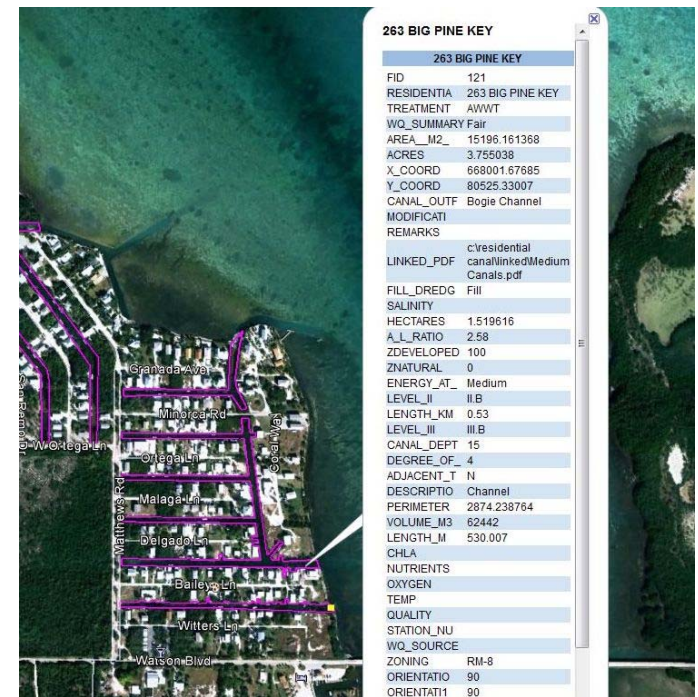 263 BIG PINE KEY
263 BIG PINE KEY
FID 121
RESIDENTIA 263 BIG PINE KEY
TREATMENT AWWT
WQ_SUMMARY Fair
AREA__M2_ 15196.161368
ACRES 3.755038
X_COORD 668001.67685
Y_COORD 80525.33007
CANAL_OUTF Bogie Channel
MODIFICATI
REMARKS
LINKED_PDF c:\residential
canal\linked\Medium
Canals.pdf
FILL_DREDG Fill
SALINITY
HECTARES 1.519616
A_L_RATIO 2.58
ZDEVELOPED 100
ZNATURAL 0
ENERGY_AT_ Medium
LEVEL_II II.B
LENGTH_KM 0.53
LEVEL_III III.B
CANAL_DEPT 15
DEGREE_OF_ 4
ADJACENT_T N
DESCRIPTIO Channel
PERIMETER 2874.238764
VOLUME_M3 62442
LENGTH_M 530.007
CHLA
NUTRIENTS
OXYGEN
TEMP
QUALITY
STATION_NU
WQ_SOURCE
ZONING RM-8
ORIENTATIO 90
ORIENTATI1 90
Granada Ave
Minorca Rd
Coral Way
W Ortega Ln
Ortega Ln
Matthews Rd
Malaga Ln
Delgado Ln
Bailey Ln
Witters Ln
Watson Blvd